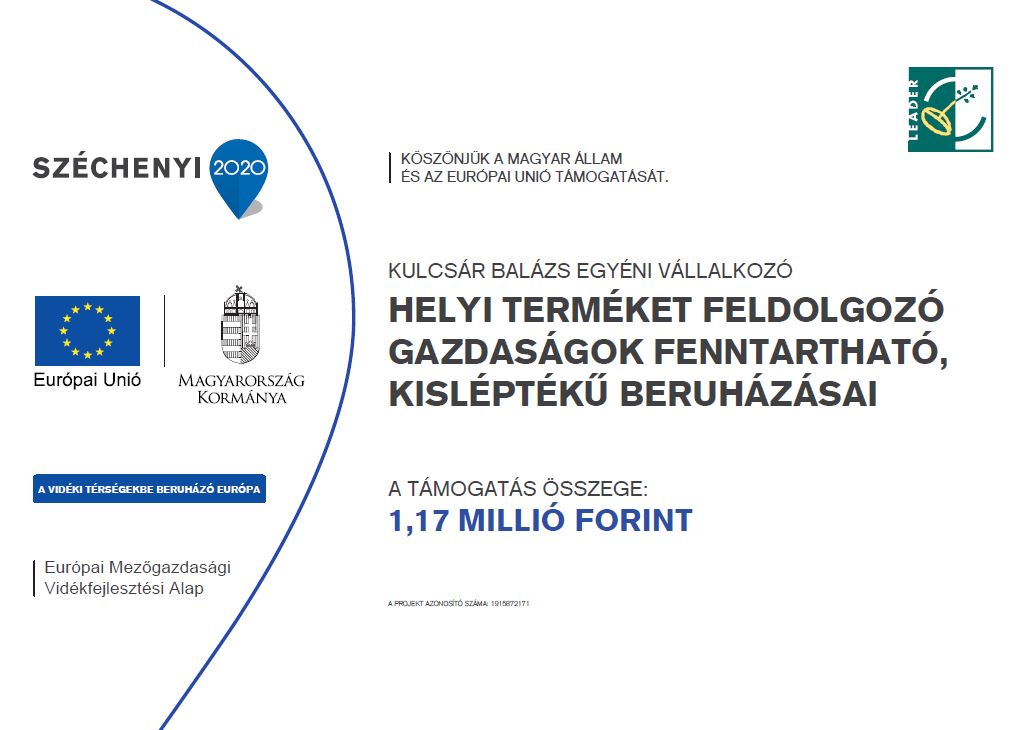 SZÉCHENYI 2020
Európai Unió
MAGYARORSZÁG
KORMÁNYA
A VIDÉKI TÉRSÉGEKBE BERUHÁZÓ EURÓPA
Európai Mezőgazdasági
Vidékfejlesztési Alap
LEADER
KÖSZÖNJÜK A MAGYAR ÁLLAM
ÉS AZ EURÓPAI UNIÓ TÁMOGATÁSÁT.
KULCSÁR BALÁZS EGYÉNI VÁLLALKOZÓ
HELYI TERMÉKET FELDOLGOZÓ
GAZDASÁGOK FENNTARTHATÓ,
KISLÉPTÉKŰ BERUHÁZÁSAI
A TÁMOGATÁS ÖSSZEGE:
1,17 MILLIÓ FORINT
A PROJEKT AZONOSÍTÓ SZÁMA: 1915872171